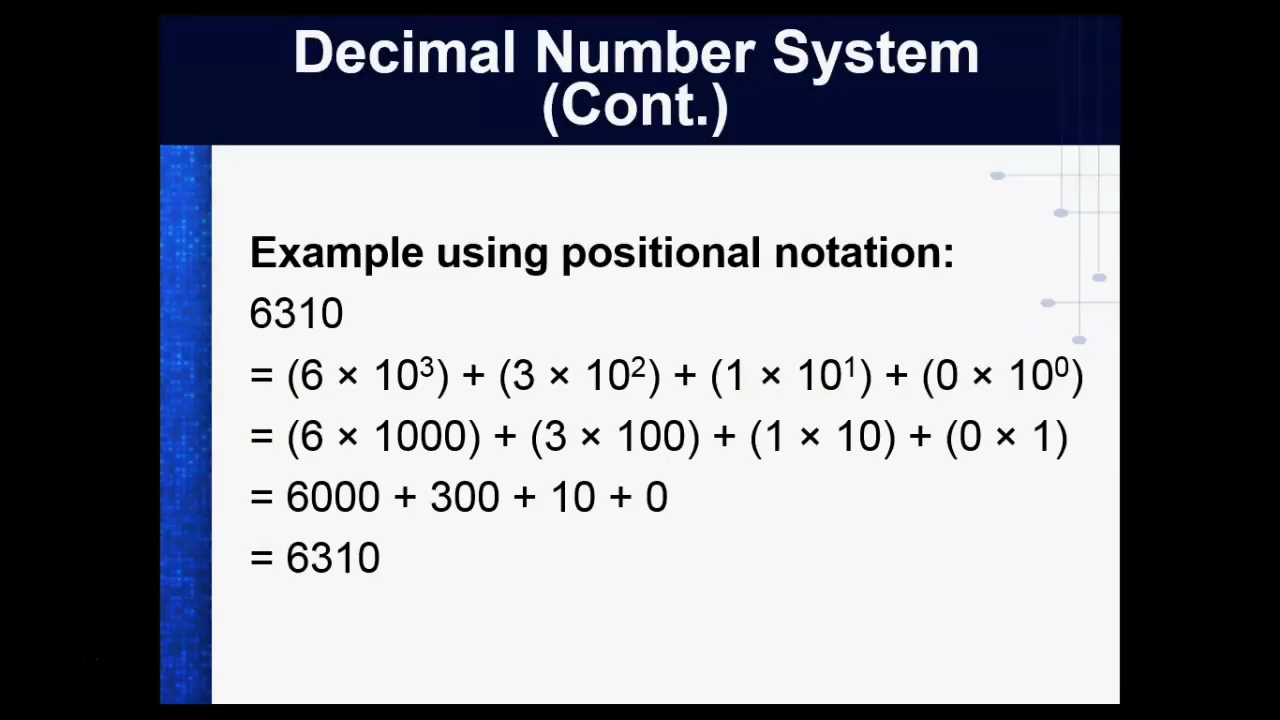 Decimal Number System
(Cont.)
Example using positional notation:
6310
= (6 × 10³) + (3 × 10²) + (1 × 10¹) + (0 × 10⁰)
= (6 × 1000) + (3 × 100) + (1 × 10) + (0 × 1)
= 6000 + 300 + 10 + 0
= 6310